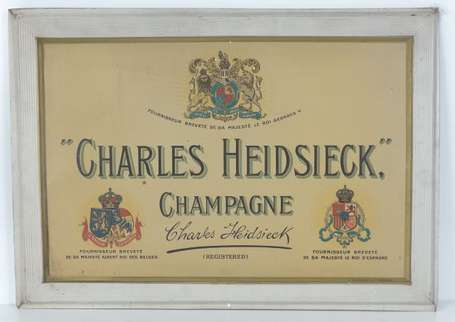 FOURNISSEUR BREVETÉ DE SA MAJESTÉ LE ROI GEORGES V
"CHARLES HEIDSIECK,"
CHAMPAGNE
Charles Heidsieck
(REGISTERED)
FOURNISSEUR BREVETÉ
DE SA MAJESTÉ ALBERT ROI DES BELGES
FOURNISSEUR BREVETÉ
DE SA MAJESTÉ LE ROI D'ESPAGNE